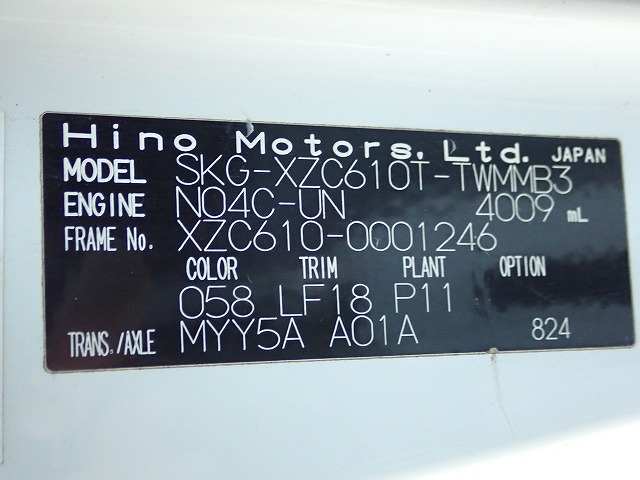 Hino Motors, Ltd. JAPAN
MODEL SKG-XZC610T-TWMMB3
ENGINE N04C-UN 4009 mL
FRAME No. XZC610-0001246
COLOR TRIM PLANT OPTION
058 LF18 P11
TRANS./AXLE MYY5A A01A 824